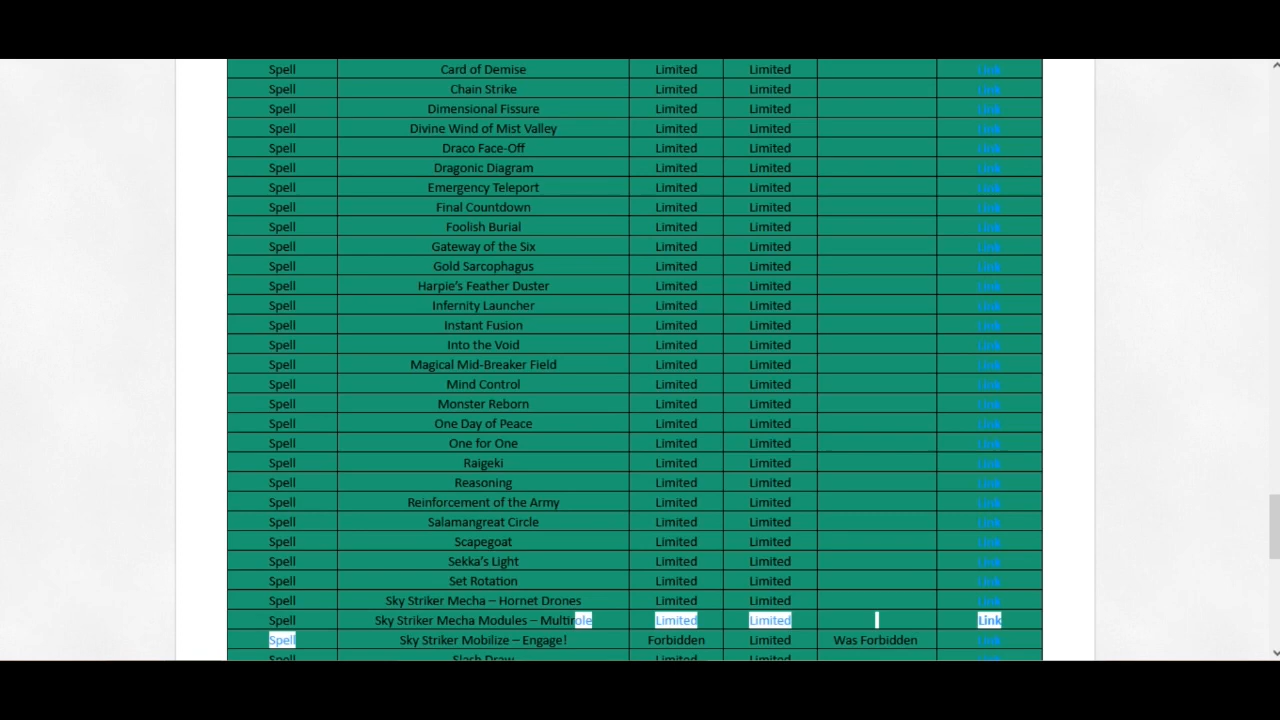 Spell Card of Demise Limited Limited Link
Spell Chain Strike Limited Limited Link
Spell Dimensional Fissure Limited Limited Link
Spell Divine Wind of Mist Valley Limited Limited Link
Spell Draco Face-Off Limited Limited Link
Spell Dragonic Diagram Limited Limited Link
Spell Emergency Teleport Limited Limited Link
Spell Final Countdown Limited Limited Link
Spell Foolish Burial Limited Limited Link
Spell Gateway of the Six Limited Limited Link
Spell Gold Sarcophagus Limited Limited Link
Spell Harpie's Feather Duster Limited Limited Link
Spell Infernity Launcher Limited Limited Link
Spell Instant Fusion Limited Limited Link
Spell Into the Void Limited Limited Link
Spell Magical Mid-Breaker Field Limited Limited Link
Spell Mind Control Limited Limited Link
Spell Monster Reborn Limited Limited Link
Spell One Day of Peace Limited Limited Link
Spell One for One Limited Limited Link
Spell Raigeki Limited Limited Link
Spell Reasoning Limited Limited Link
Spell Reinforcement of the Army Limited Limited Link
Spell Salamangreat Circle Limited Limited Link
Spell Scapegoat Limited Limited Link
Spell Sekka's Light Limited Limited Link
Spell Set Rotation Limited Limited Link
Spell Sky Striker Mecha – Hornet Drones Limited Limited Link
Spell Sky Striker Mecha Modules – Multirole Limited Limited Link
Spell Sky Striker Mobilize – Engage! Forbidden Limited Was Forbidden Link
Spell Slash Draw Limited Limited Link